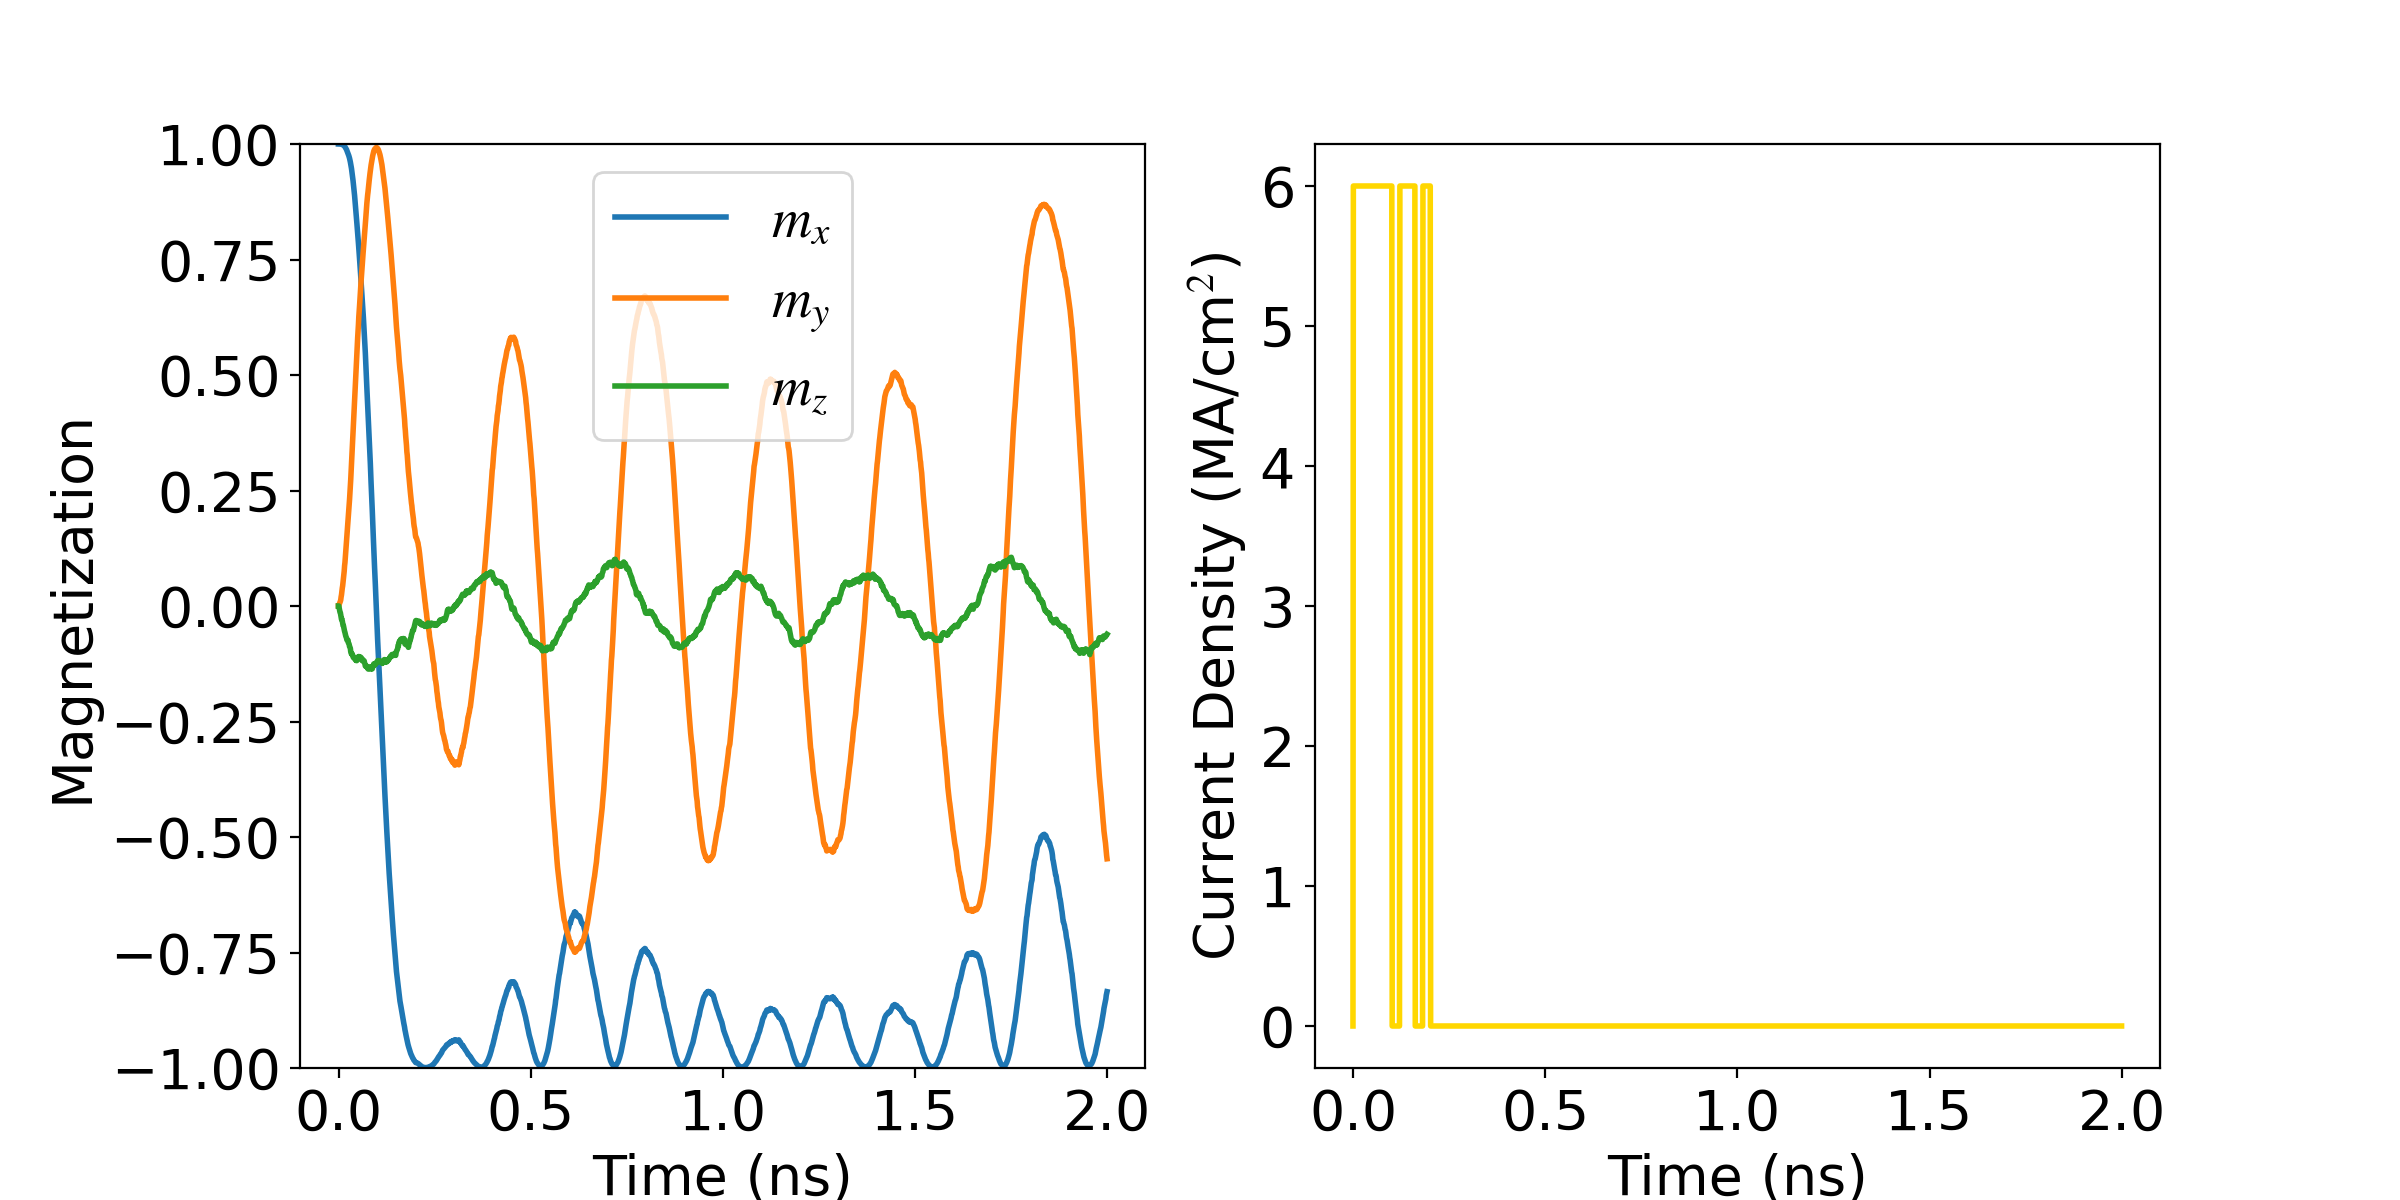 Magnetization
1.00
0.75
0.50
0.25
0.00
−0.25
−0.50
−0.75
−1.00
0.0 0.5 1.0 1.5 2.0
Time (ns)
mₓ
m_y
m_z
Current Density (MA/cm²)
6
5
4
3
2
1
0
0.0 0.5 1.0 1.5 2.0
Time (ns)